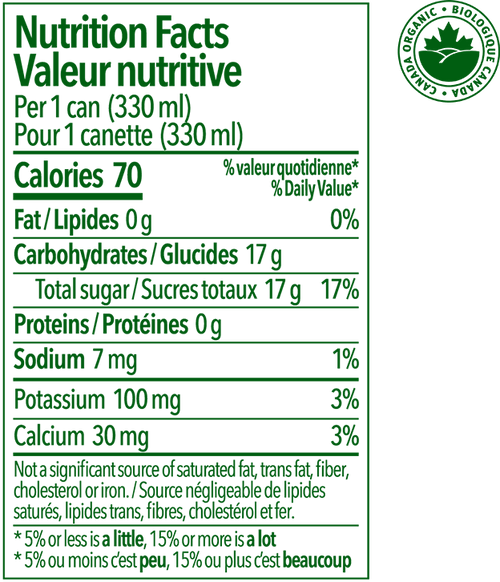 Nutrition Facts
Valeur nutritive
Per 1 can (330 ml)
Pour 1 canette (330 ml)
Calories 70
% valeur quotidienne*
% Daily Value*
Fat / Lipides 0 g 0%
Carbohydrates / Glucides 17 g
Total sugar / Sucres totaux 17 g 17%
Proteins / Protéines 0 g
Sodium 7 mg 1%
Potassium 100 mg 3%
Calcium 30 mg 3%
Not a significant source of saturated fat, trans fat, fiber,
cholesterol or iron. / Source négligeable de lipides
saturés, lipides trans, fibres, cholestérol et fer.
* 5% or less is a little, 15% or more is a lot
* 5% ou moins c'est peu, 15% ou plus c'est beaucoup
CANADA ORGANIC • BIOLOGIQUE CANADA •